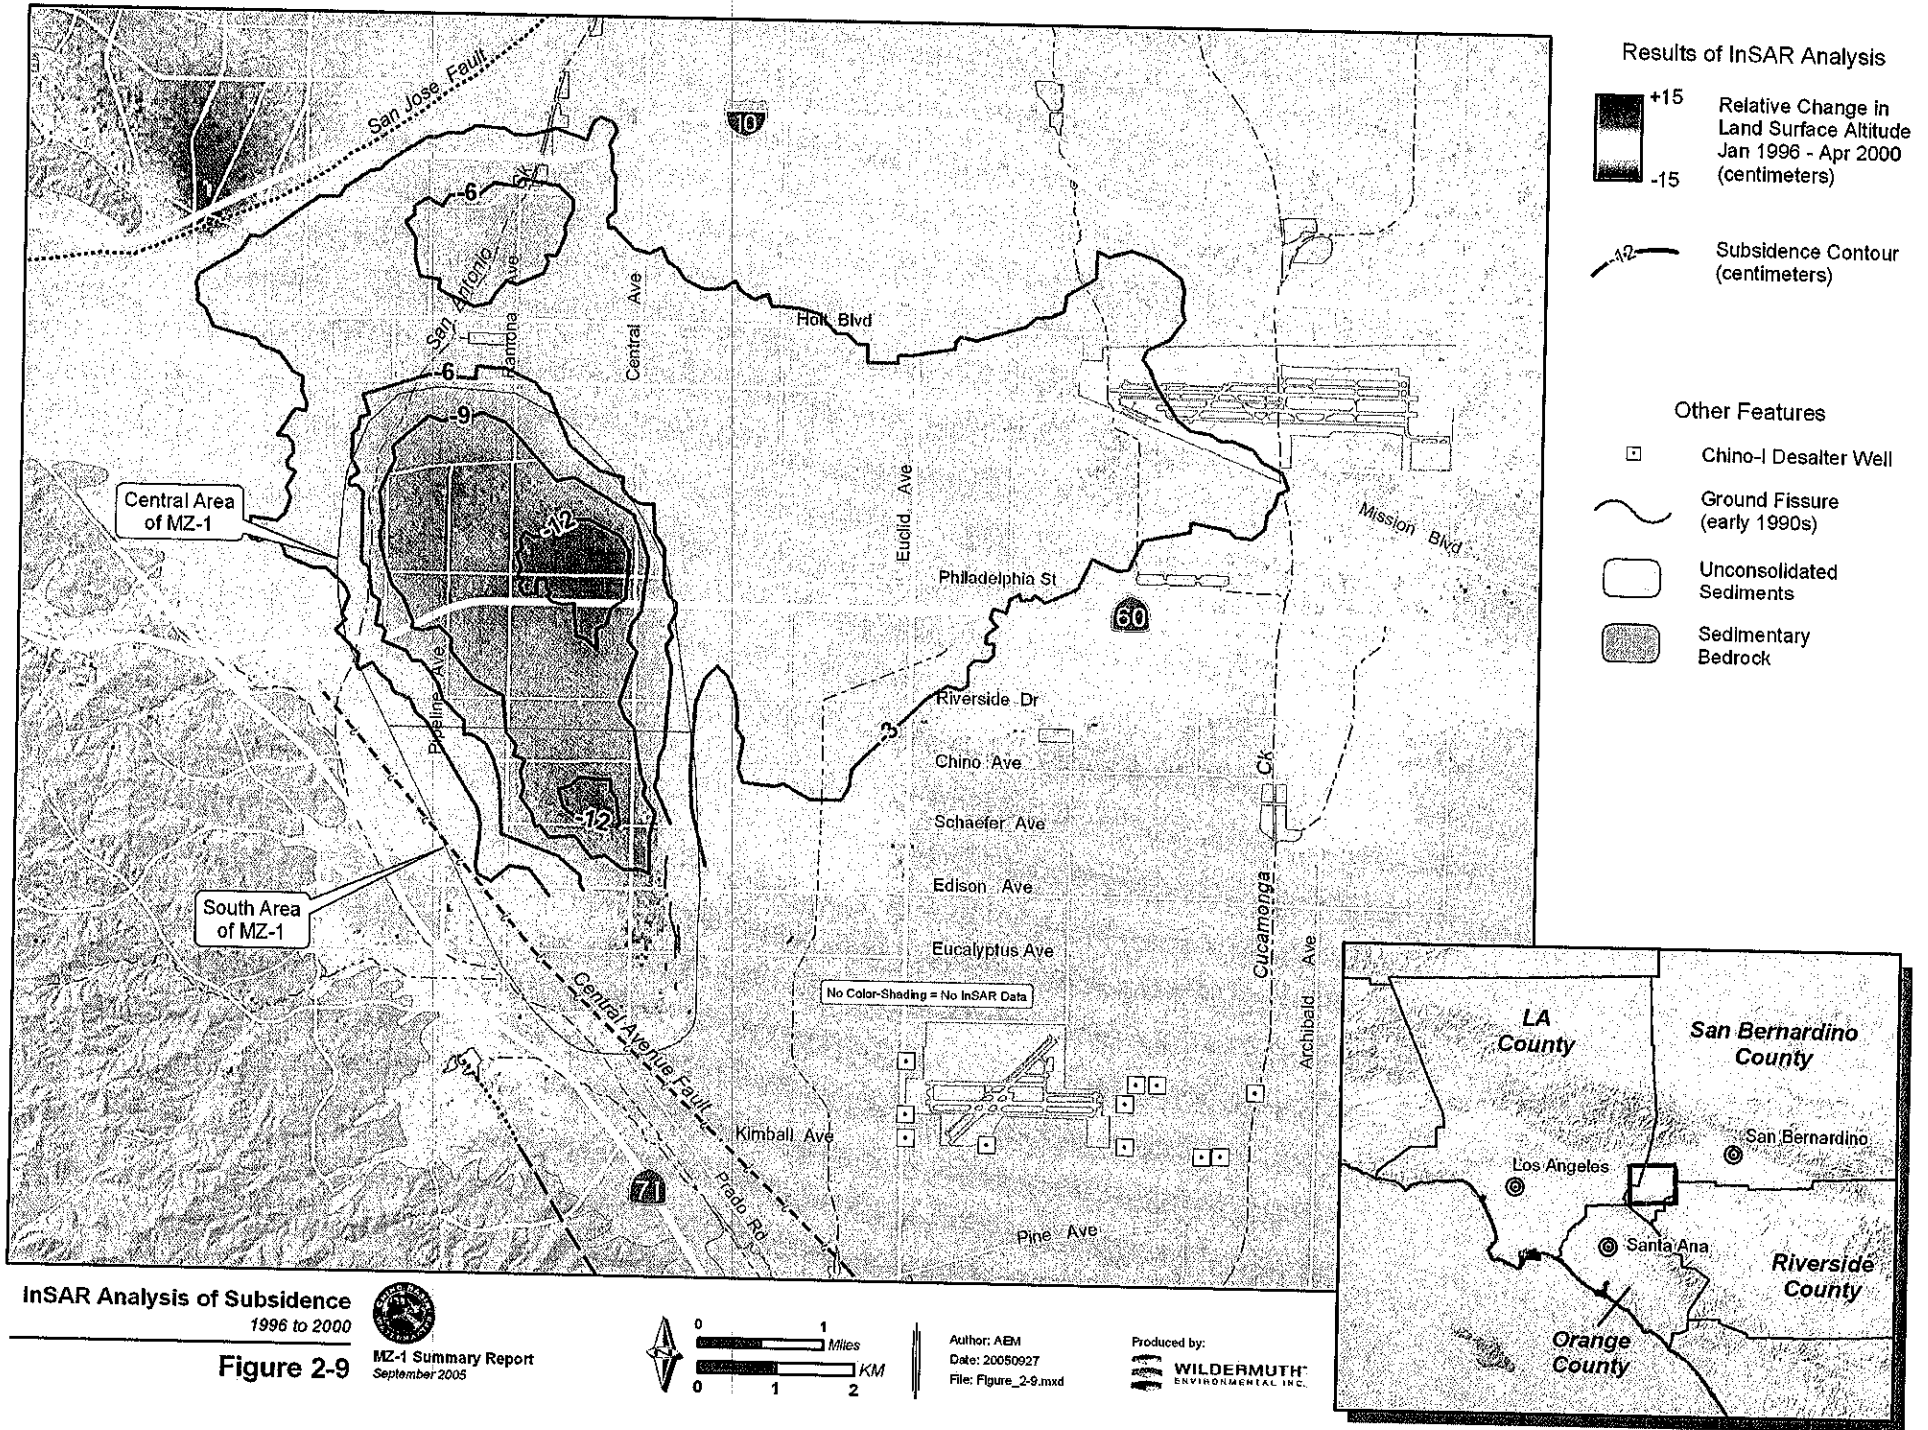 Results of InSAR Analysis
+15
-15
Relative Change in
Land Surface Altitude
Jan 1996 - Apr 2000
(centimeters)
-12
Subsidence Contour
(centimeters)
Other Features
Chino-I Desalter Well
Ground Fissure
(early 1990s)
Unconsolidated
Sediments
Sedimentary
Bedrock
San Jose Fault
10
Ck
-6
San Antonio
Ramona Ave
Central Ave
Holt Blvd
-6
-9
Central Area
of MZ-1
-12
Euclid Ave
Mission Blvd
Philadelphia St
60
Pipeline Ave
Riverside Dr
-3
Chino Ave
Cucamonga Ck
-12
Schaefer Ave
Edison Ave
South Area
of MZ-1
Eucalyptus Ave
Archibald Ave
No Color-Shading = No InSAR Data
Central Avenue Fault
Kimball Ave
71
Prado Rd
Pine Ave
LA
County
San Bernardino
County
San Bernardino
Los Angeles
Santa Ana
Riverside
County
Orange
County
InSAR Analysis of Subsidence
1996 to 2000
Figure 2-9
MZ-1 Summary Report
September 2005
0 1
Miles
KM
0 1 2
Author: AEM
Date: 20050927
File: Figure_2-9.mxd
Produced by:
WILDERMUTH
ENVIRONMENTAL INC.